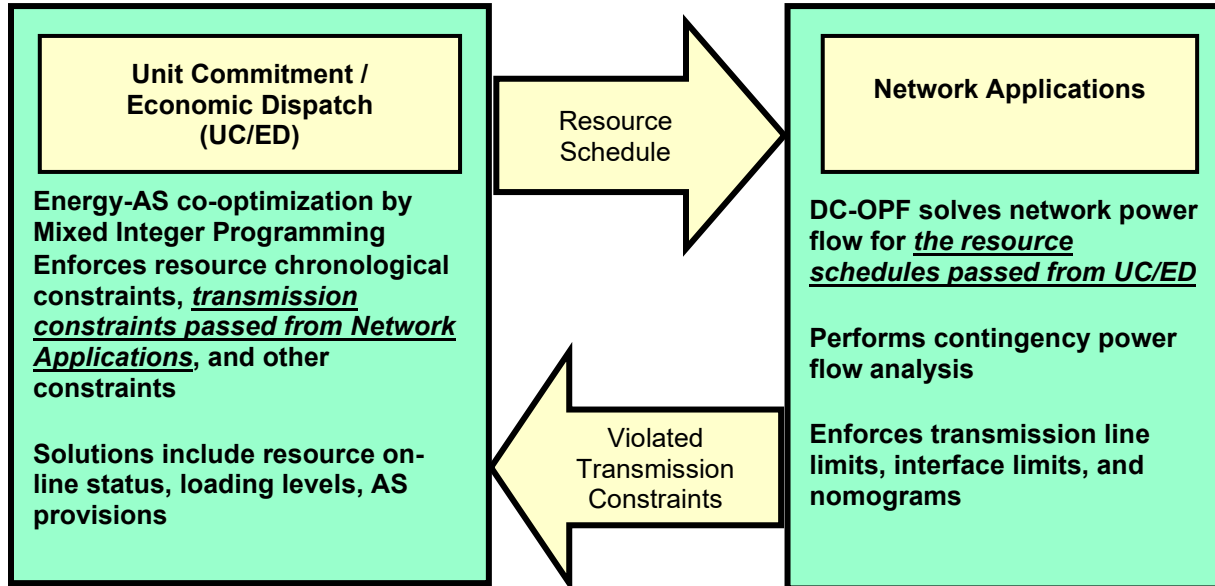 Unit Commitment /
Economic Dispatch
(UC/ED)
Energy-AS co-optimization by
Mixed Integer Programming
Enforces resource chronological
constraints, transmission
constraints passed from Network
Applications, and other
constraints
Solutions include resource on-
line status, loading levels, AS
provisions
Resource
Schedule
Violated
Transmission
Constraints
Network Applications
DC-OPF solves network power
flow for the resource
schedules passed from UC/ED
Performs contingency power
flow analysis
Enforces transmission line
limits, interface limits, and
nomograms